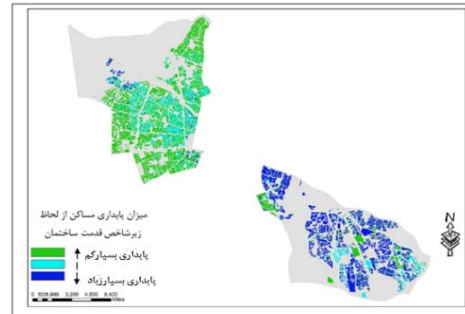 N
میزان پایداری مساکن از لحاظ
زیرشاخص قدمت ساختمان
پایداری بسیارکم
پایداری بسیارزیاد